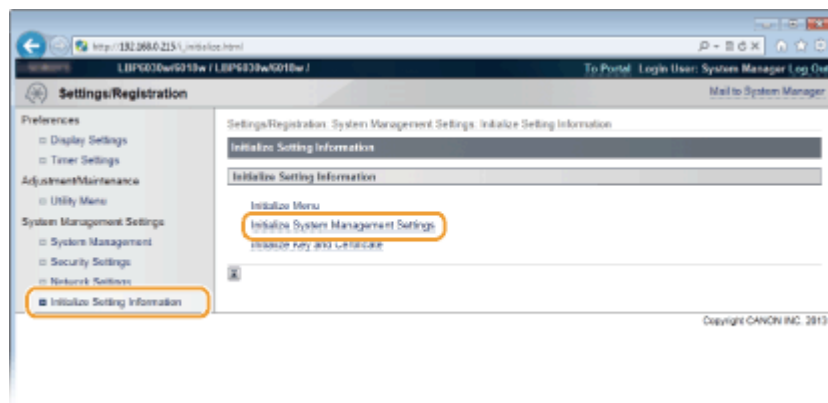 http://192.168.0.215/_initialize.html
LBP6030w/6018w / LBP6030w/6018w /
To Portal Login User: System Manager Log Out
Settings/Registration
Mail to System Manager
Preferences
Settings/Registration: System Management Settings: Initialize Setting Information
Display Settings
Initialize Setting Information
Timer Settings
Adjustment/Maintenance
Initialize Setting Information
Utility Menu
Initialize Menu
System Management Settings
Initialize System Management Settings
System Management
Initialize Key and Certificate
Security Settings
Network Settings
Initialize Setting Information
Copyright CANON INC. 2013